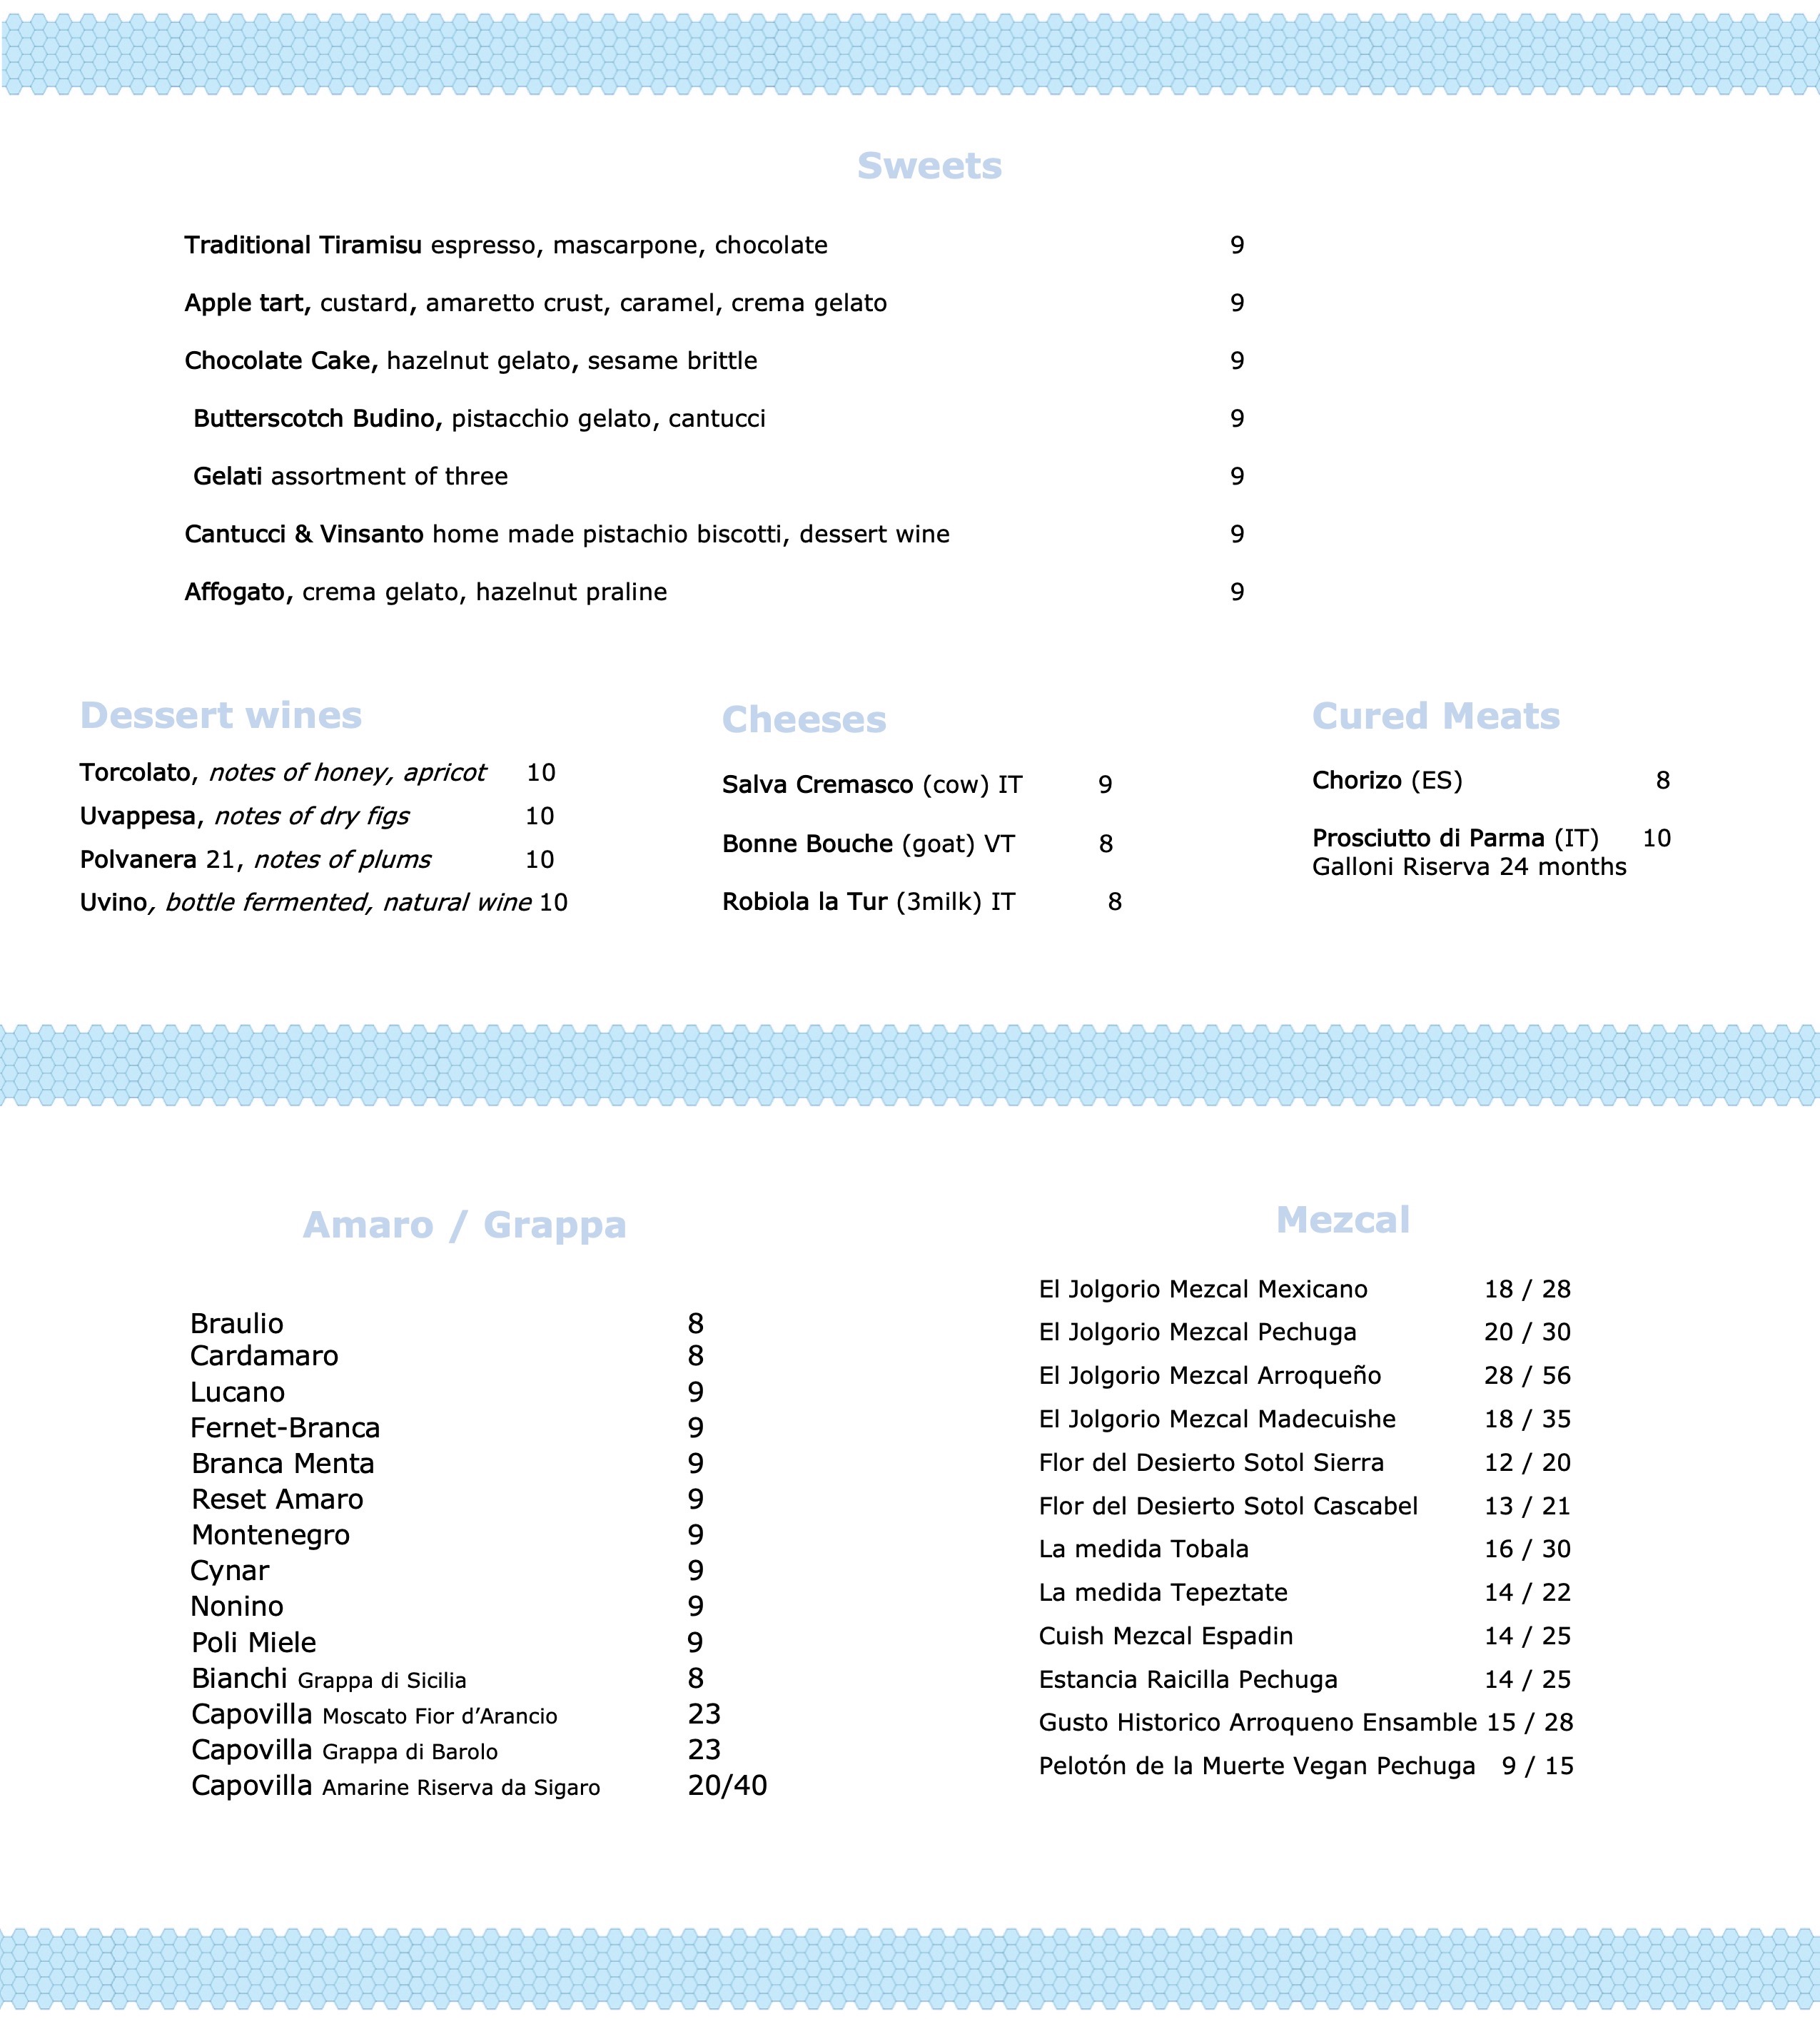 Sweets
Traditional Tiramisu espresso, mascarpone, chocolate 9
Apple tart, custard, amaretto crust, caramel, crema gelato 9
Chocolate Cake, hazelnut gelato, sesame brittle 9
Butterscotch Budino, pistacchio gelato, cantucci 9
Gelati assortment of three 9
Cantucci & Vinsanto home made pistachio biscotti, dessert wine 9
Affogato, crema gelato, hazelnut praline 9
Dessert wines
Torcolato, notes of honey, apricot 10
Uvappesa, notes of dry figs 10
Polvanera 21, notes of plums 10
Uvino, bottle fermented, natural wine 10
Cheeses
Salva Cremasco (cow) IT 9
Bonne Bouche (goat) VT 8
Robiola la Tur (3milk) IT 8
Cured Meats
Chorizo (ES) 8
Prosciutto di Parma (IT) 10
Galloni Riserva 24 months
Amaro / Grappa
Braulio 8
Cardamaro 8
Lucano 9
Fernet-Branca 9
Branca Menta 9
Reset Amaro 9
Montenegro 9
Cynar 9
Nonino 9
Poli Miele 9
Bianchi Grappa di Sicilia 8
Capovilla Moscato Fior d’Arancio 23
Capovilla Grappa di Barolo 23
Capovilla Amarine Riserva da Sigaro 20/40
Mezcal
El Jolgorio Mezcal Mexicano 18 / 28
El Jolgorio Mezcal Pechuga 20 / 30
El Jolgorio Mezcal Arroqueño 28 / 56
El Jolgorio Mezcal Madecuishe 18 / 35
Flor del Desierto Sotol Sierra 12 / 20
Flor del Desierto Sotol Cascabel 13 / 21
La medida Tobala 16 / 30
La medida Tepeztate 14 / 22
Cuish Mezcal Espadin 14 / 25
Estancia Raicilla Pechuga 14 / 25
Gusto Historico Arroqueno Ensamble 15 / 28
Pelotón de la Muerte Vegan Pechuga 9 / 15